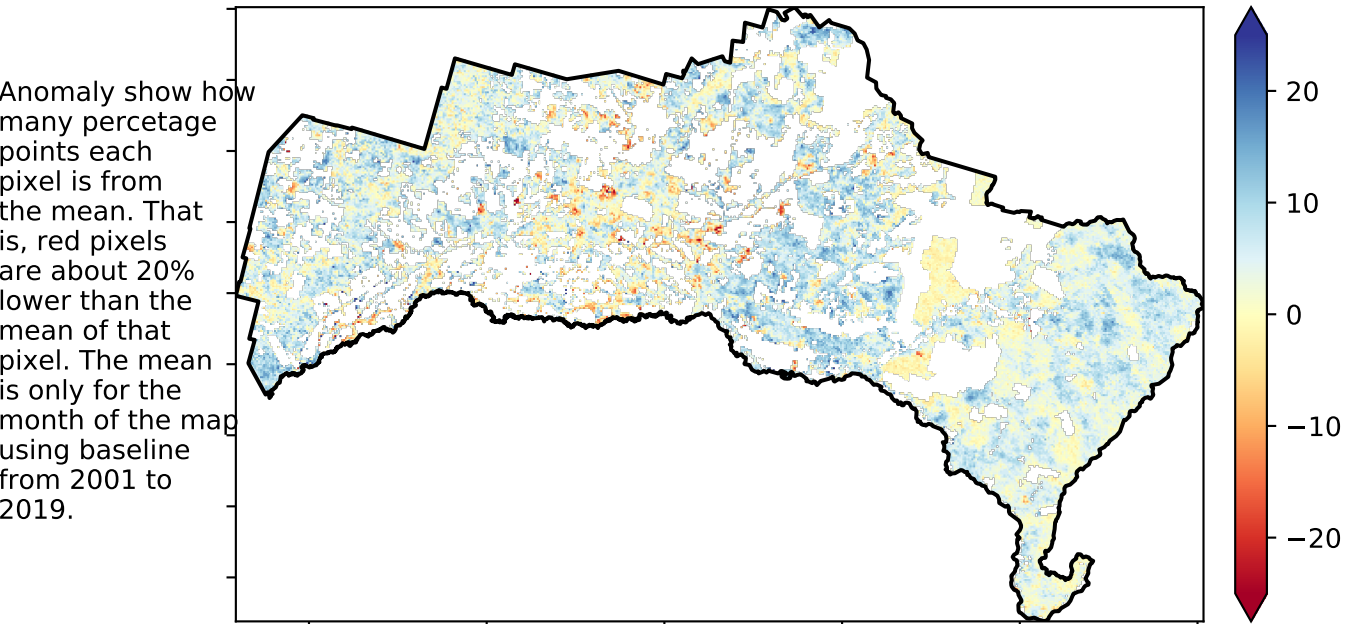 Anomaly show how
many percetage
points each
pixel is from
the mean. That
is, red pixels
are about 20%
lower than the
mean of that
pixel. The mean
is only for the
month of the map
using baseline
from 2001 to
2019.
20
10
0
−10
−20